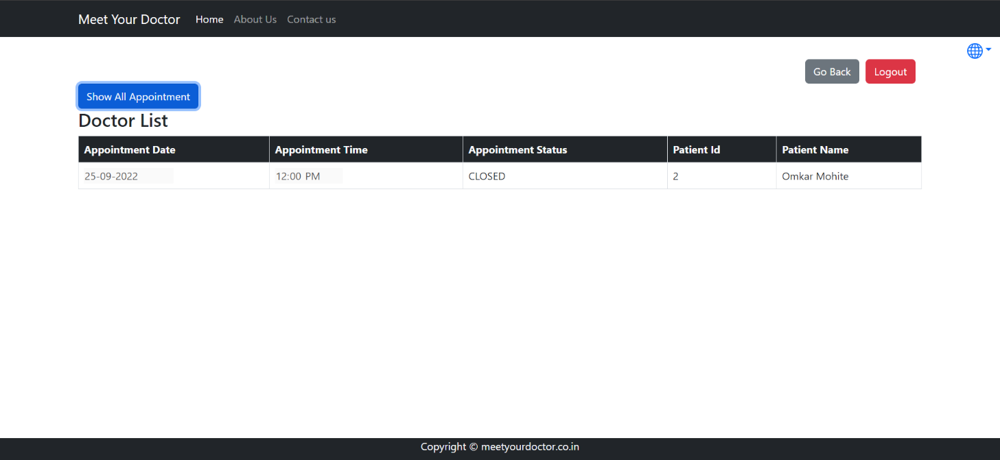 Meet Your Doctor Home About Us Contact us
Go Back Logout
Show All Appointment
Doctor List
Appointment Date Appointment Time Appointment Status Patient Id Patient Name
25-09-2022 12:00 PM CLOSED 2 Omkar Mohite
Copyright © meetyourdoctor.co.in